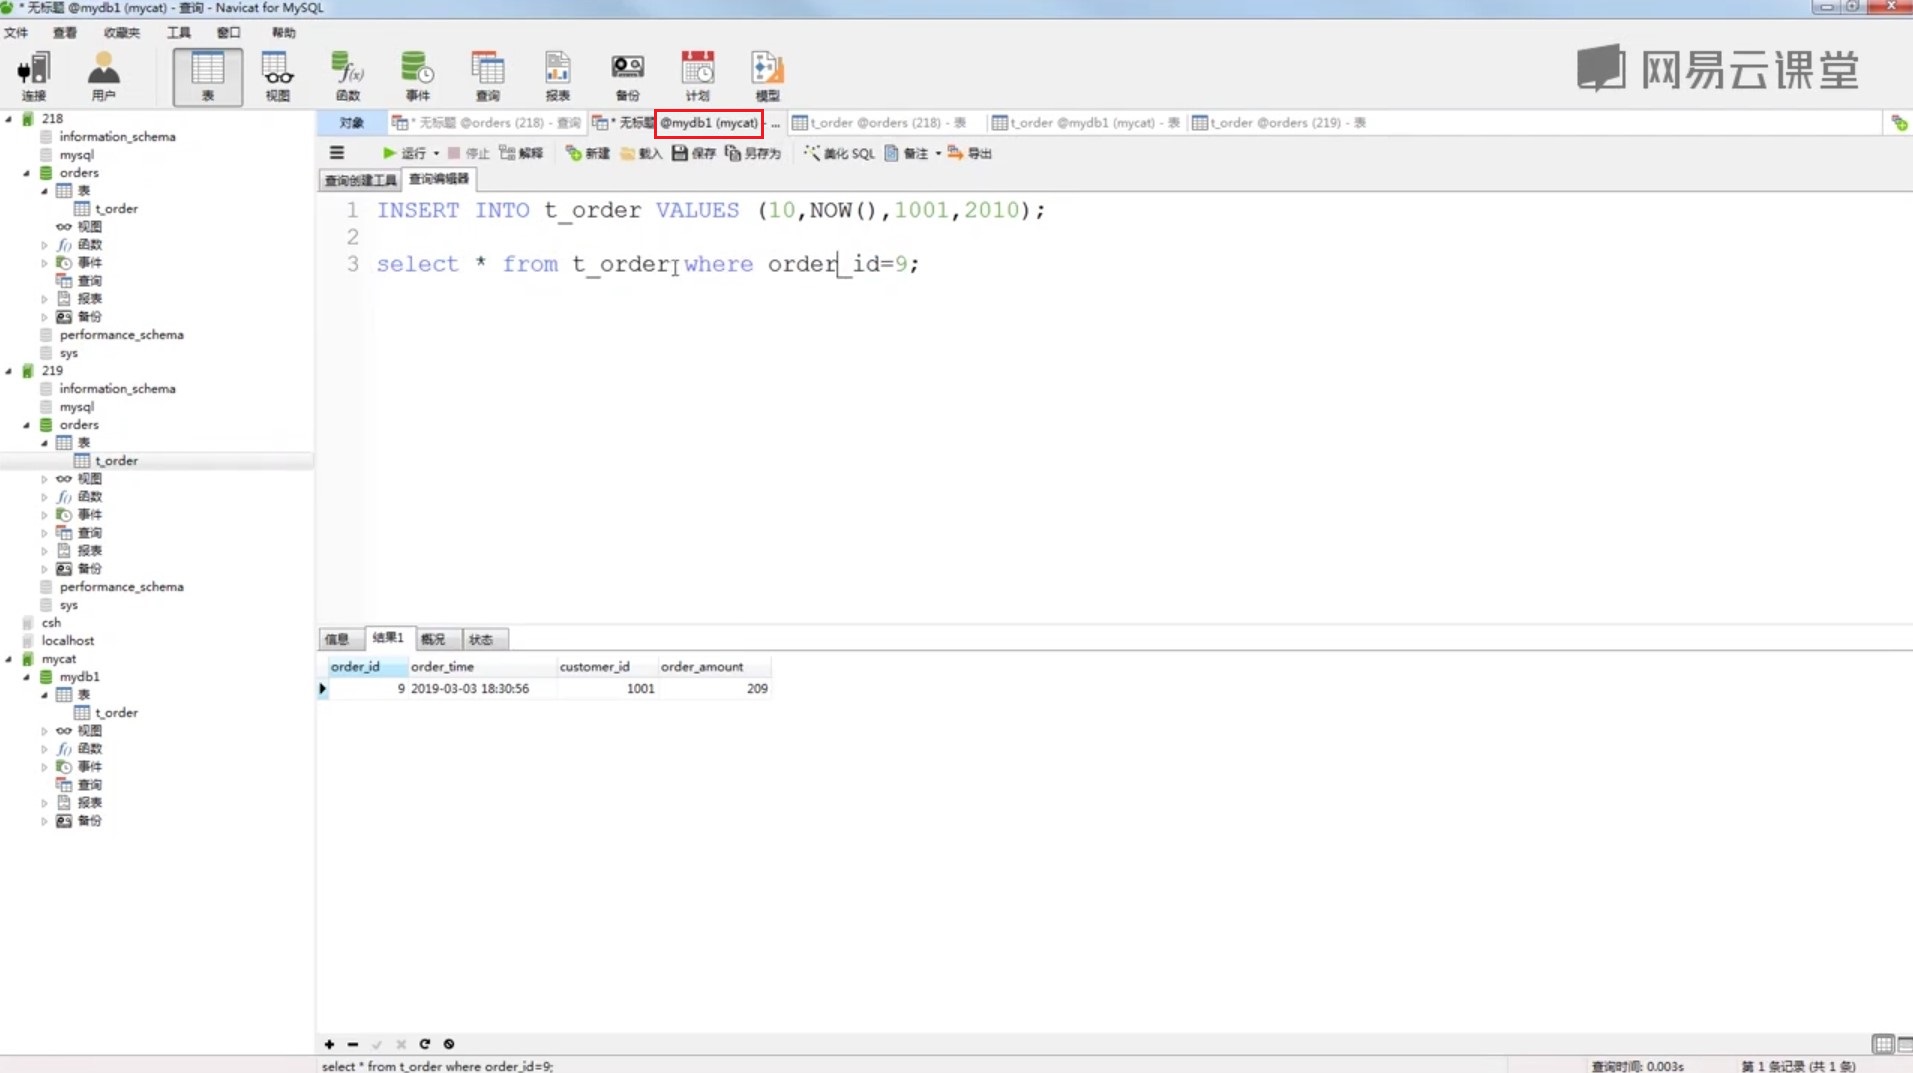 * 无标题 @mydb1 (mycat) - 查询 - Navicat for MySQL
文件 查看 收藏夹 工具 窗口 帮助
连接 用户 表 视图 函数 事件 查询 报表 备份 计划 模型
网易云课堂
对象 * 无标题 @orders (218) - 查询 * 无标题 @mydb1 (mycat) - ... t_order @orders (218) - 表 t_order @mydb1 (mycat) - 表 t_order @orders (219) - 表
运行 停止 解释 新建 载入 保存 另存为 美化 SQL 备注 导出
查询创建工具 查询编辑器
1 INSERT INTO t_order VALUES (10,NOW(),1001,2010);
2
3 select * from t_order where order_id=9;
218
information_schema
mysql
orders
表
t_order
视图
函数
事件
查询
报表
备份
performance_schema
sys
219
information_schema
mysql
orders
表
t_order
视图
函数
事件
查询
报表
备份
performance_schema
sys
csh
localhost
mycat
mydb1
表
t_order
视图
函数
事件
查询
报表
备份
信息 结果1 概况 状态
order_id order_time customer_id order_amount
9 2019-03-03 18:30:56 1001 209
select * from t_order where order_id=9; 查询时间: 0.003s 第 1 条记录 (共 1 条)